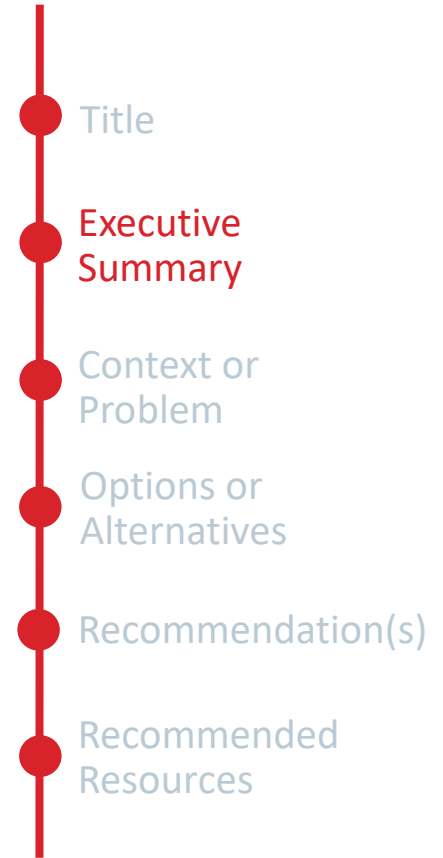 Title
Executive
Summary
Context or
Problem
Options or
Alternatives
Recommendation(s)
Recommended
Resources